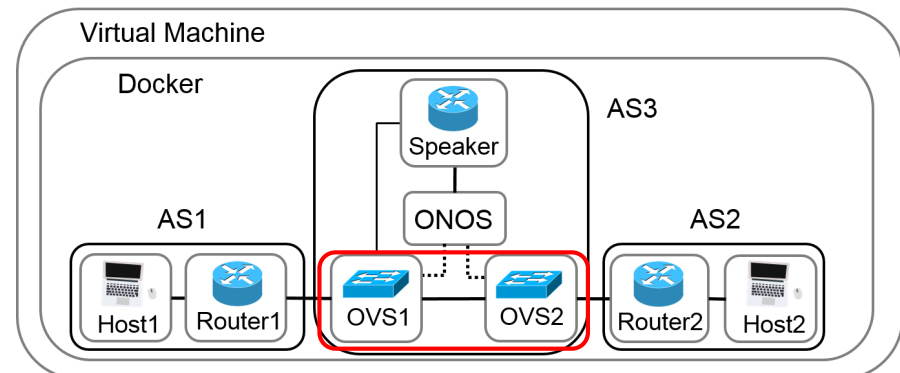 Virtual Machine
Docker
AS3
Speaker
ONOS
AS1
AS2
Host1
Router1
OVS1
OVS2
Router2
Host2